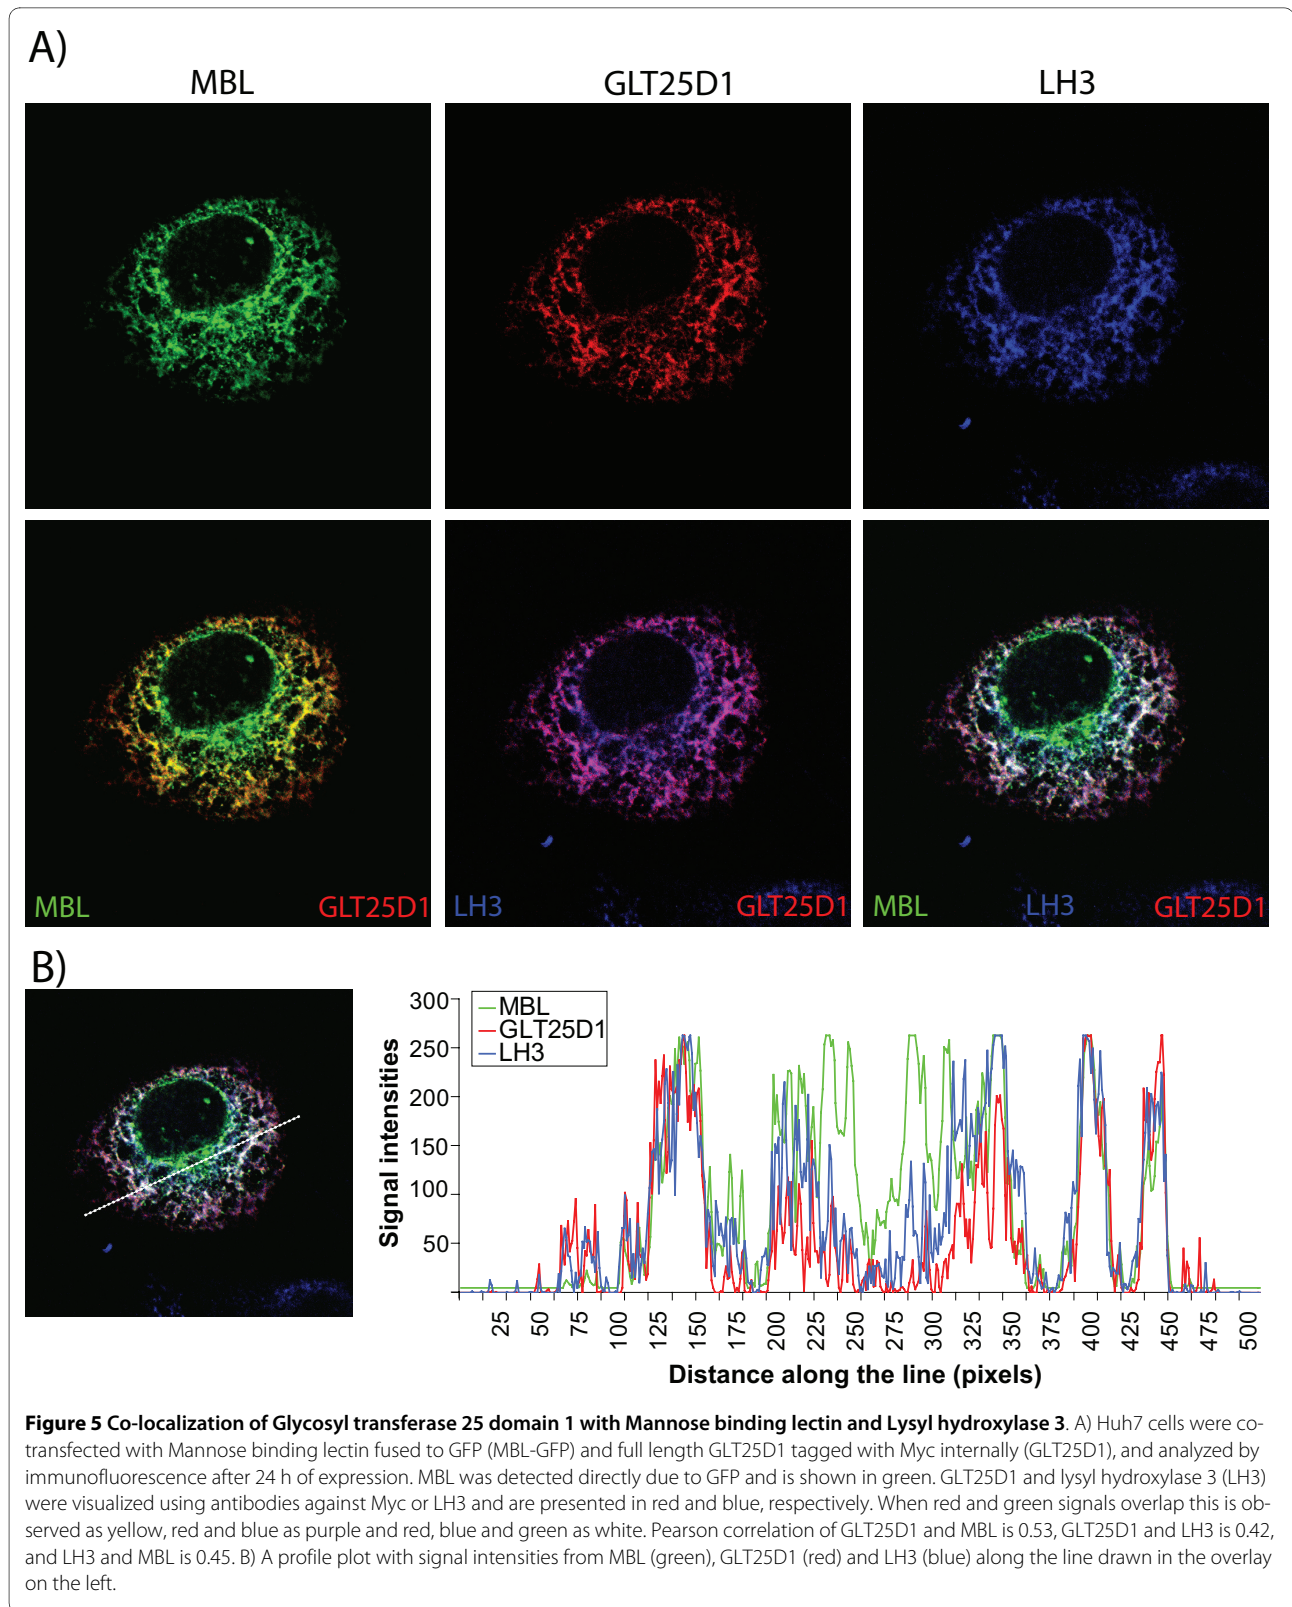 A)
MBL
GLT25D1
LH3
MBL
GLT25D1
LH3
GLT25D1
MBL
LH3
GLT25D1
B)
300
250
200
150
100
50
Signal intensities
MBL
GLT25D1
LH3
25 50 75 100 125 150 175 200 225 250 275 300 325 350 375 400 425 450 475 500
Distance along the line (pixels)
Figure 5 Co-localization of Glycosyl transferase 25 domain 1 with Mannose binding lectin and Lysyl hydroxylase 3. A) Huh7 cells were co-
transfected with Mannose binding lectin fused to GFP (MBL-GFP) and full length GLT25D1 tagged with Myc internally (GLT25D1), and analyzed by
immunofluorescence after 24 h of expression. MBL was detected directly due to GFP and is shown in green. GLT25D1 and lysyl hydroxylase 3 (LH3)
were visualized using antibodies against Myc or LH3 and are presented in red and blue, respectively. When red and green signals overlap this is ob-
served as yellow, red and blue as purple and red, blue and green as white. Pearson correlation of GLT25D1 and MBL is 0.53, GLT25D1 and LH3 is 0.42,
and LH3 and MBL is 0.45. B) A profile plot with signal intensities from MBL (green), GLT25D1 (red) and LH3 (blue) along the line drawn in the overlay
on the left.